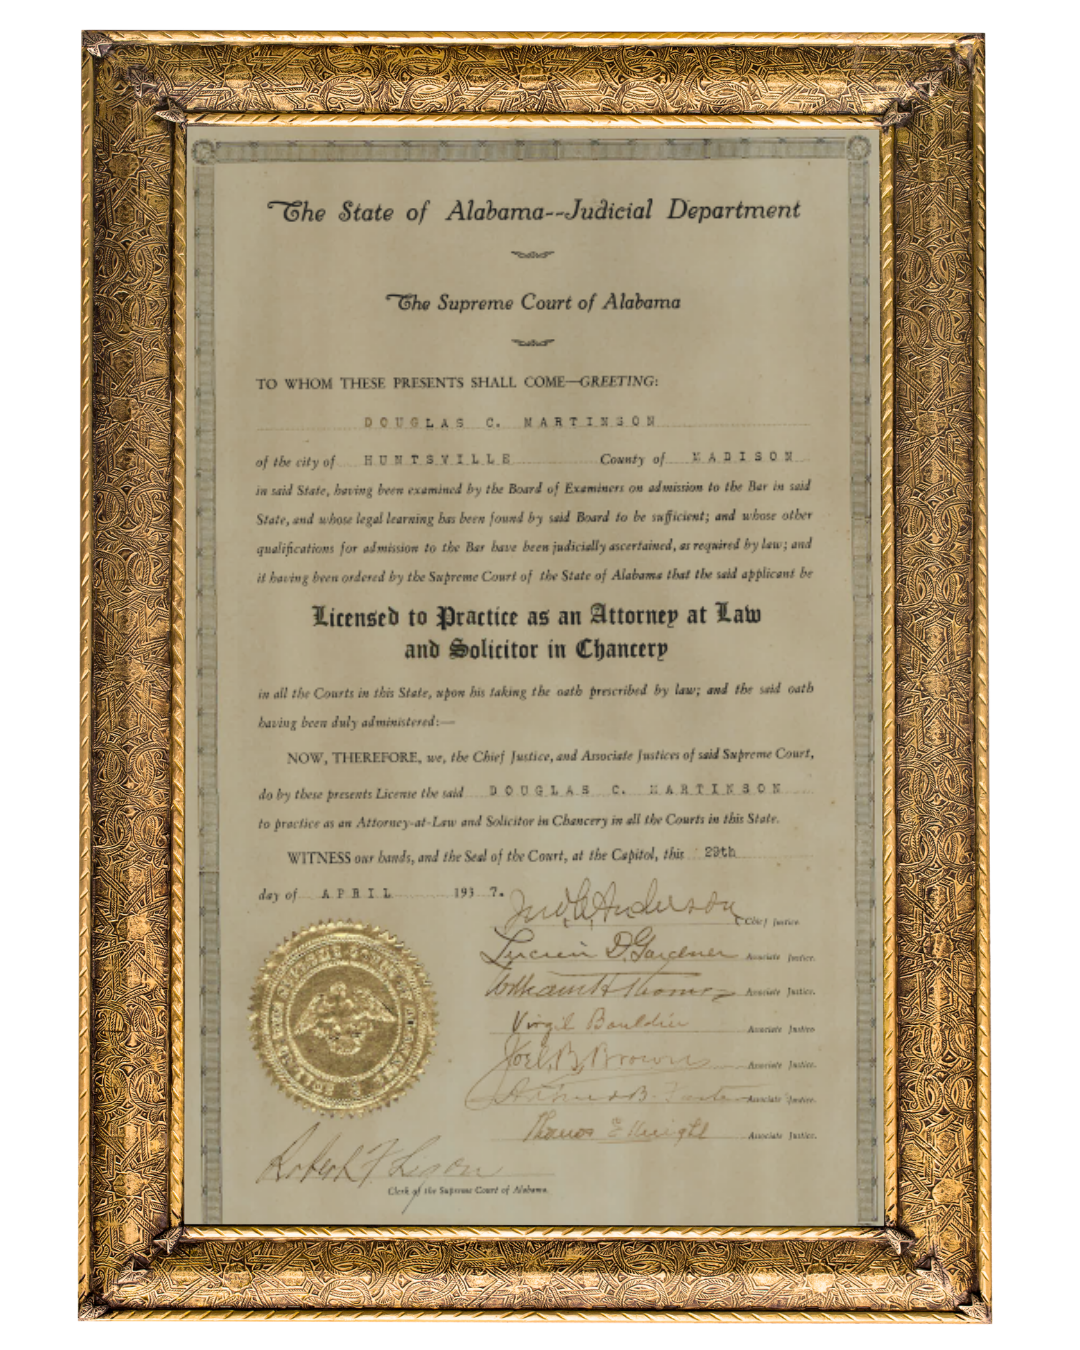 The State of Alabama--Judicial Department
The Supreme Court of Alabama
TO WHOM THESE PRESENTS SHALL COME—GREETING:
DOUGLAS C. MARTINSON
of the city of HUNTSVILLE County of MADISON
in said State, having been examined by the Board of Examiners on admission to the Bar in said
State, and whose legal learning has been found by said Board to be sufficient; and whose other
qualifications for admission to the Bar have been judicially ascertained, as required by law; and
it having been ordered by the Supreme Court of the State of Alabama that the said applicant be
Licensed to Practice as an Attorney at Law
and Solicitor in Chancery
in all the Courts in this State, upon his taking the oath prescribed by law; and the said oath
having been duly administered:—
NOW, THEREFORE, we, the Chief Justice, and Associate Justices of said Supreme Court,
do by these presents License the said DOUGLAS C. MARTINSON
to practice as an Attorney-at-Law and Solicitor in Chancery in all the Courts in this State.
WITNESS our hands, and the Seal of the Court, at the Capitol, this 29th
day of APRIL 1937.
Jno. C. Anderson Chief Justice.
Lucien D. Gardner Associate Justice.
William H Thomas Associate Justice.
Virgil Bouldin Associate Justice
Joel B. Brown Associate Justice.
B. Foster Associate Justice.
Thomas E Knight Associate Justice.
Robert F. Ligon
Clerk of the Supreme Court of Alabama.